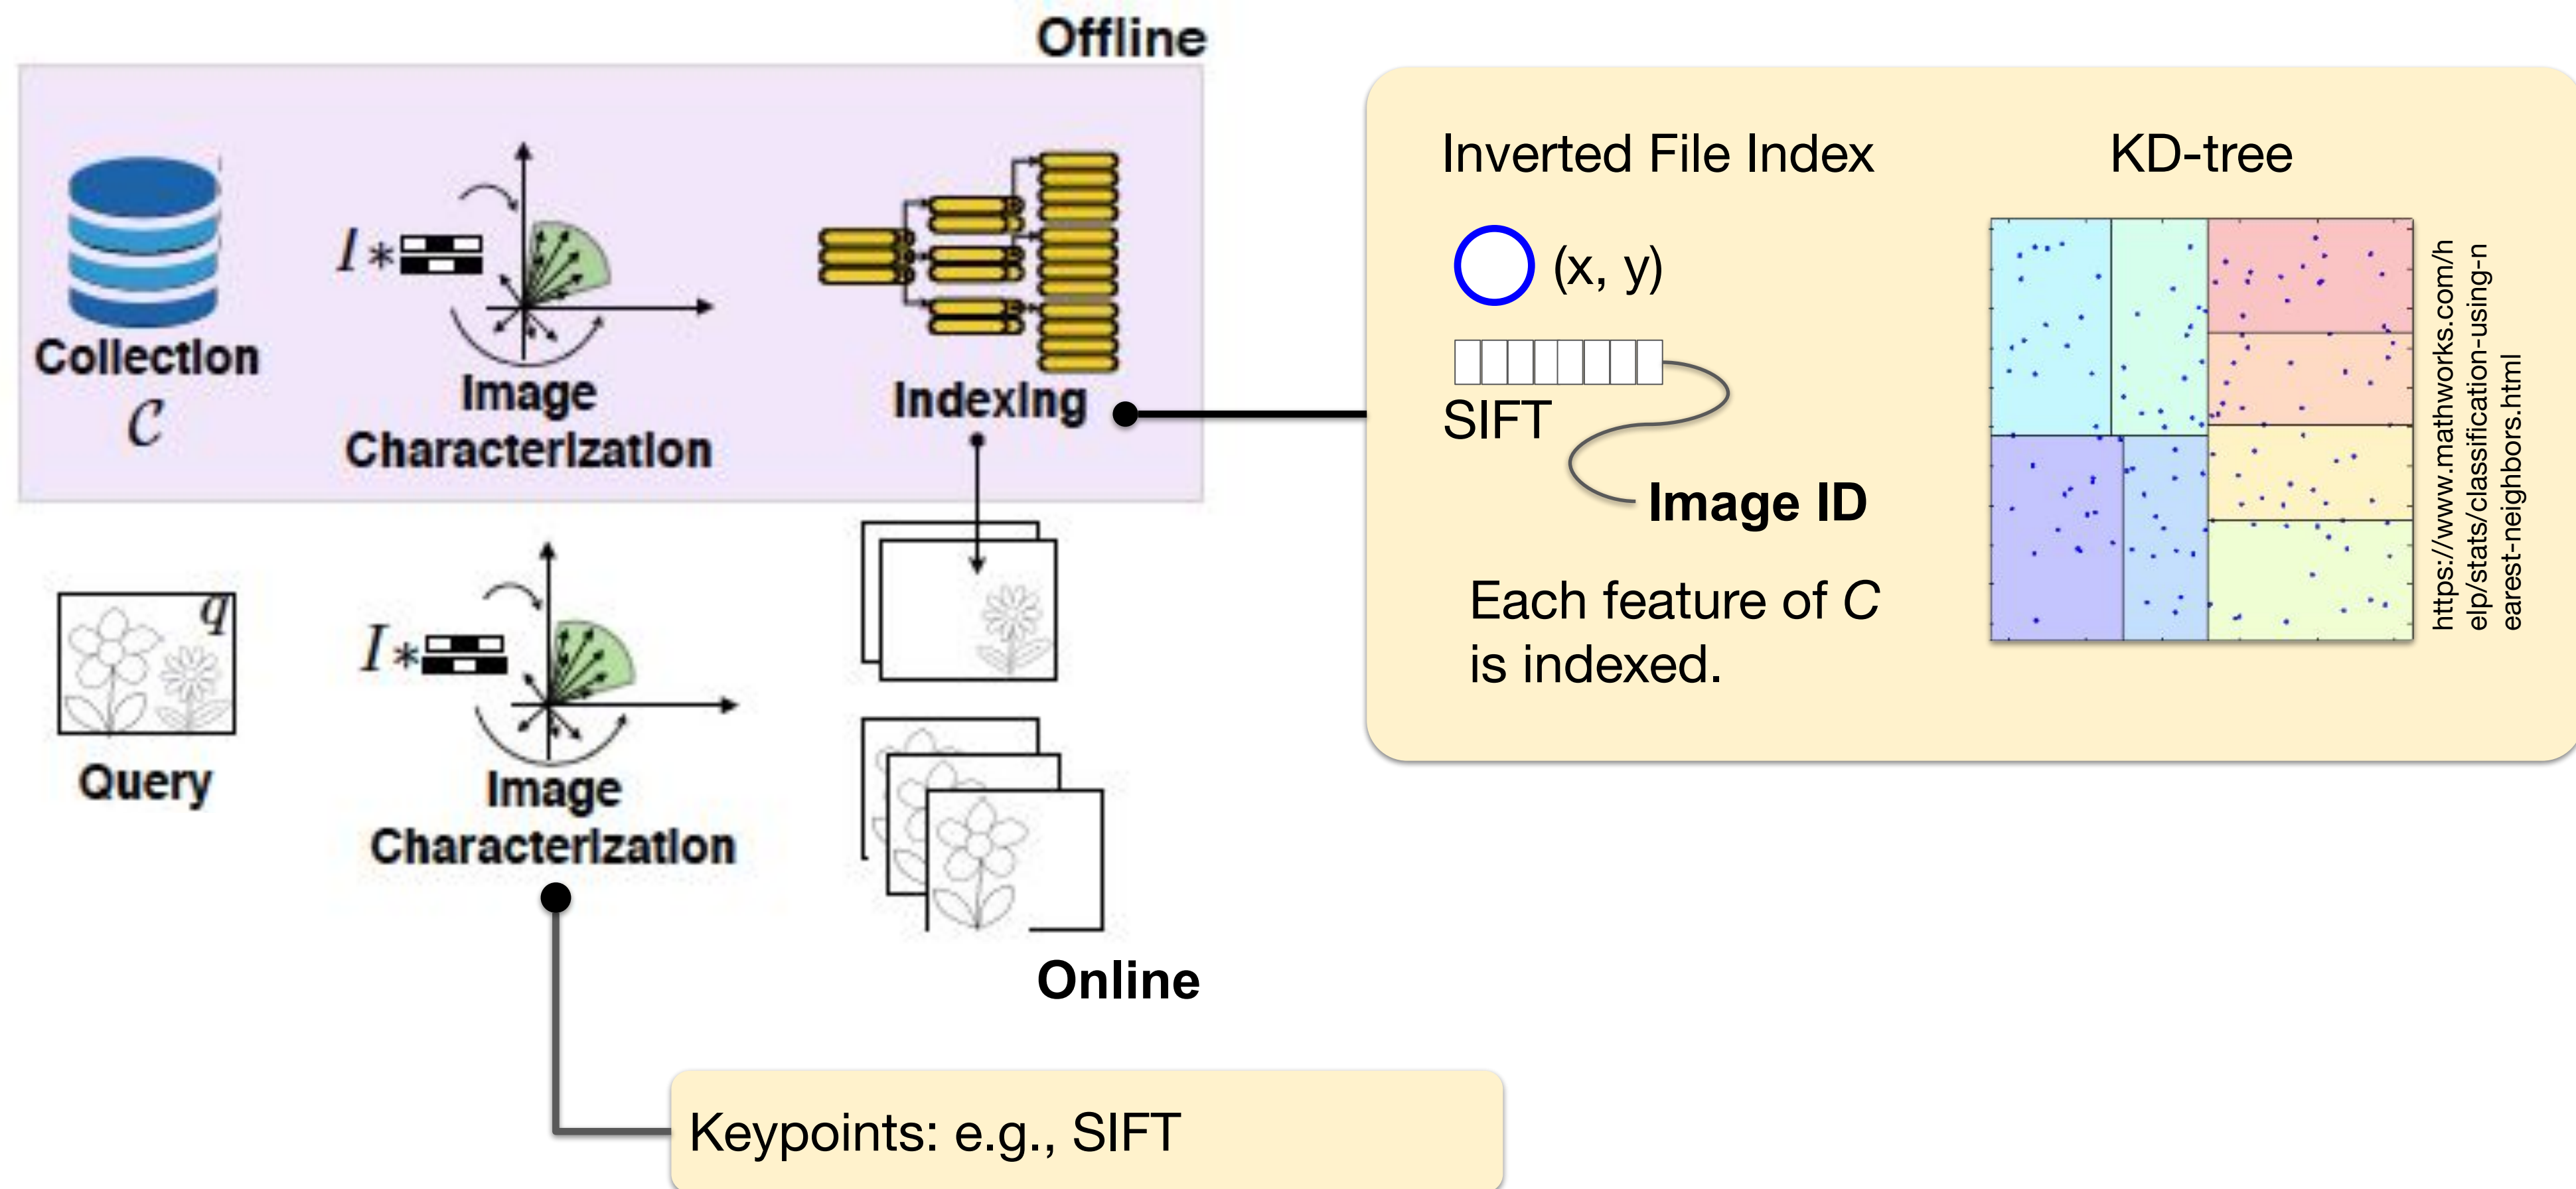 Offline
Collection
C
I *
Image
Characterization
Indexing
q
Query
I *
Image
Characterization
Online
Keypoints: e.g., SIFT
Inverted File Index
(x, y)
SIFT
Image ID
Each feature of C
is indexed.
KD-tree
https://www.mathworks.com/h
elp/stats/classification-using-n
earest-neighbors.html